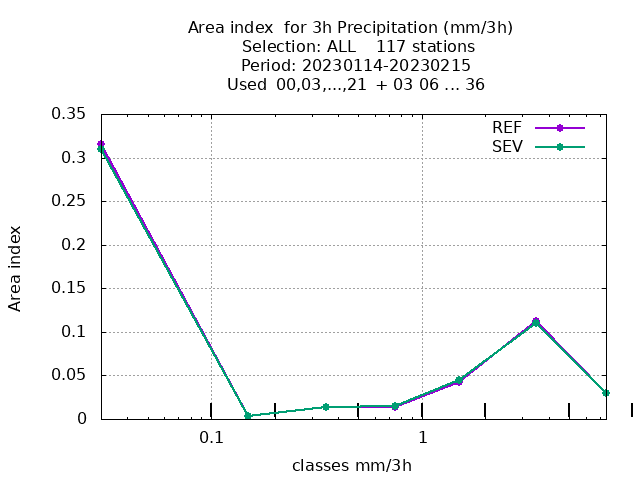 Area index for 3h Precipitation (mm/3h)
Selection: ALL 117 stations
Period: 20230114-20230215
Used 00,03,...,21 + 03 06 ... 36
REF
SEV
0.35
0.3
0.25
0.2
0.15
0.1
0.05
0
Area index
0.1 1
classes mm/3h